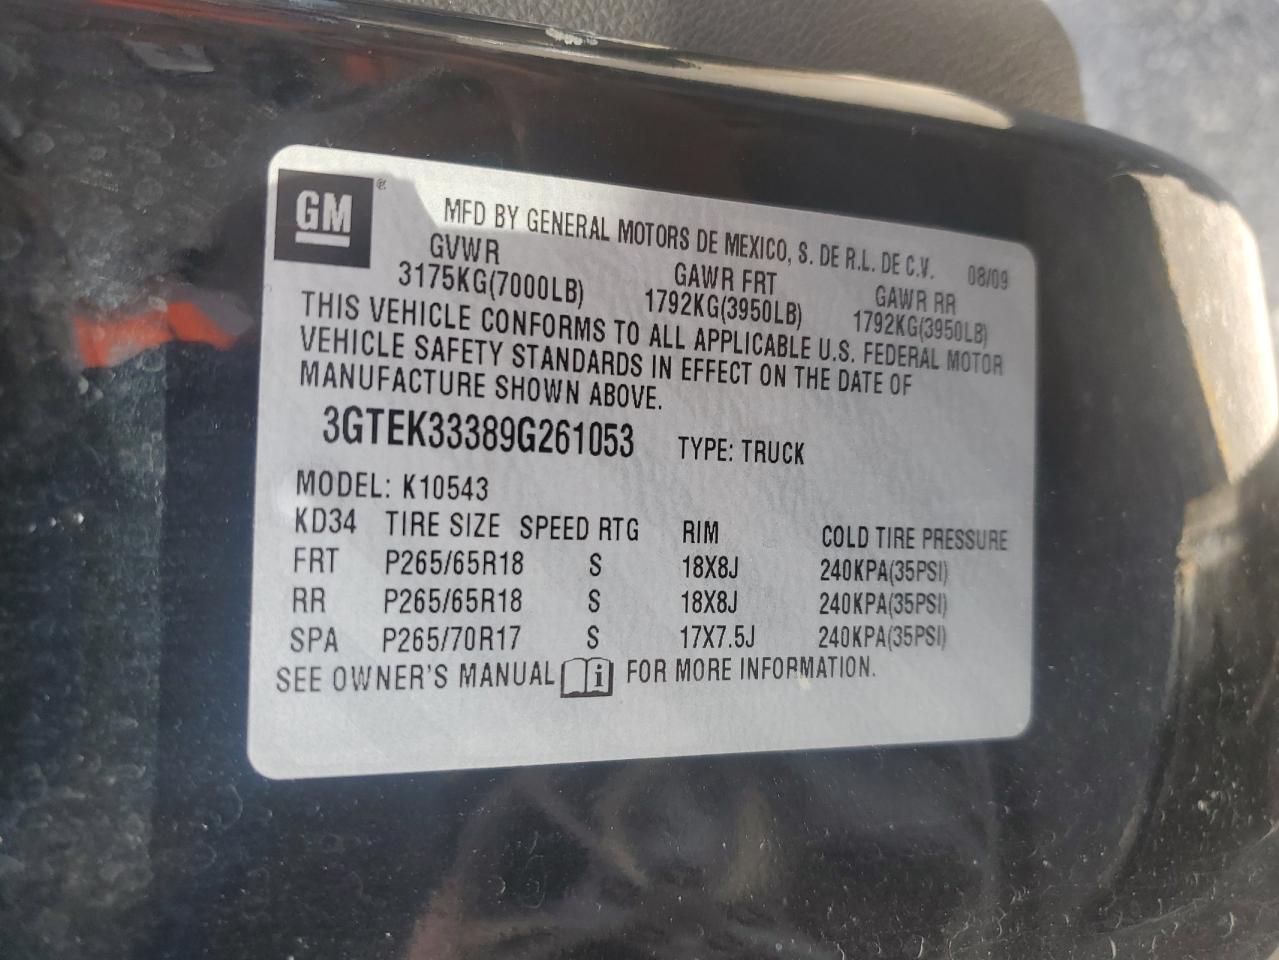 GM ®
MFD BY GENERAL MOTORS DE MEXICO, S. DE R.L. DE C.V. 08/09
GVWR GAWR FRT GAWR RR
3175KG(7000LB) 1792KG(3950LB) 1792KG(3950LB)
THIS VEHICLE CONFORMS TO ALL APPLICABLE U.S. FEDERAL MOTOR
VEHICLE SAFETY STANDARDS IN EFFECT ON THE DATE OF
MANUFACTURE SHOWN ABOVE.
3GTEK33389G261053 TYPE: TRUCK
MODEL: K10543
KD34 TIRE SIZE SPEED RTG RIM COLD TIRE PRESSURE
FRT P265/65R18 S 18X8J 240KPA(35PSI)
RR P265/65R18 S 18X8J 240KPA(35PSI)
SPA P265/70R17 S 17X7.5J 240KPA(35PSI)
SEE OWNER'S MANUAL i FOR MORE INFORMATION.